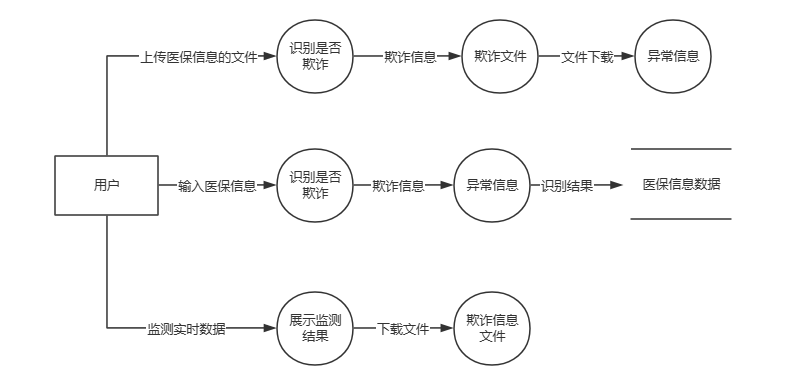 上传医保信息的文件
识别是否
欺诈
欺诈信息
欺诈文件
文件下载
异常信息
用户
输入医保信息
识别是否
欺诈
欺诈信息
异常信息
识别结果
医保信息数据
监测实时数据
展示监测
结果
下载文件
欺诈信息
文件